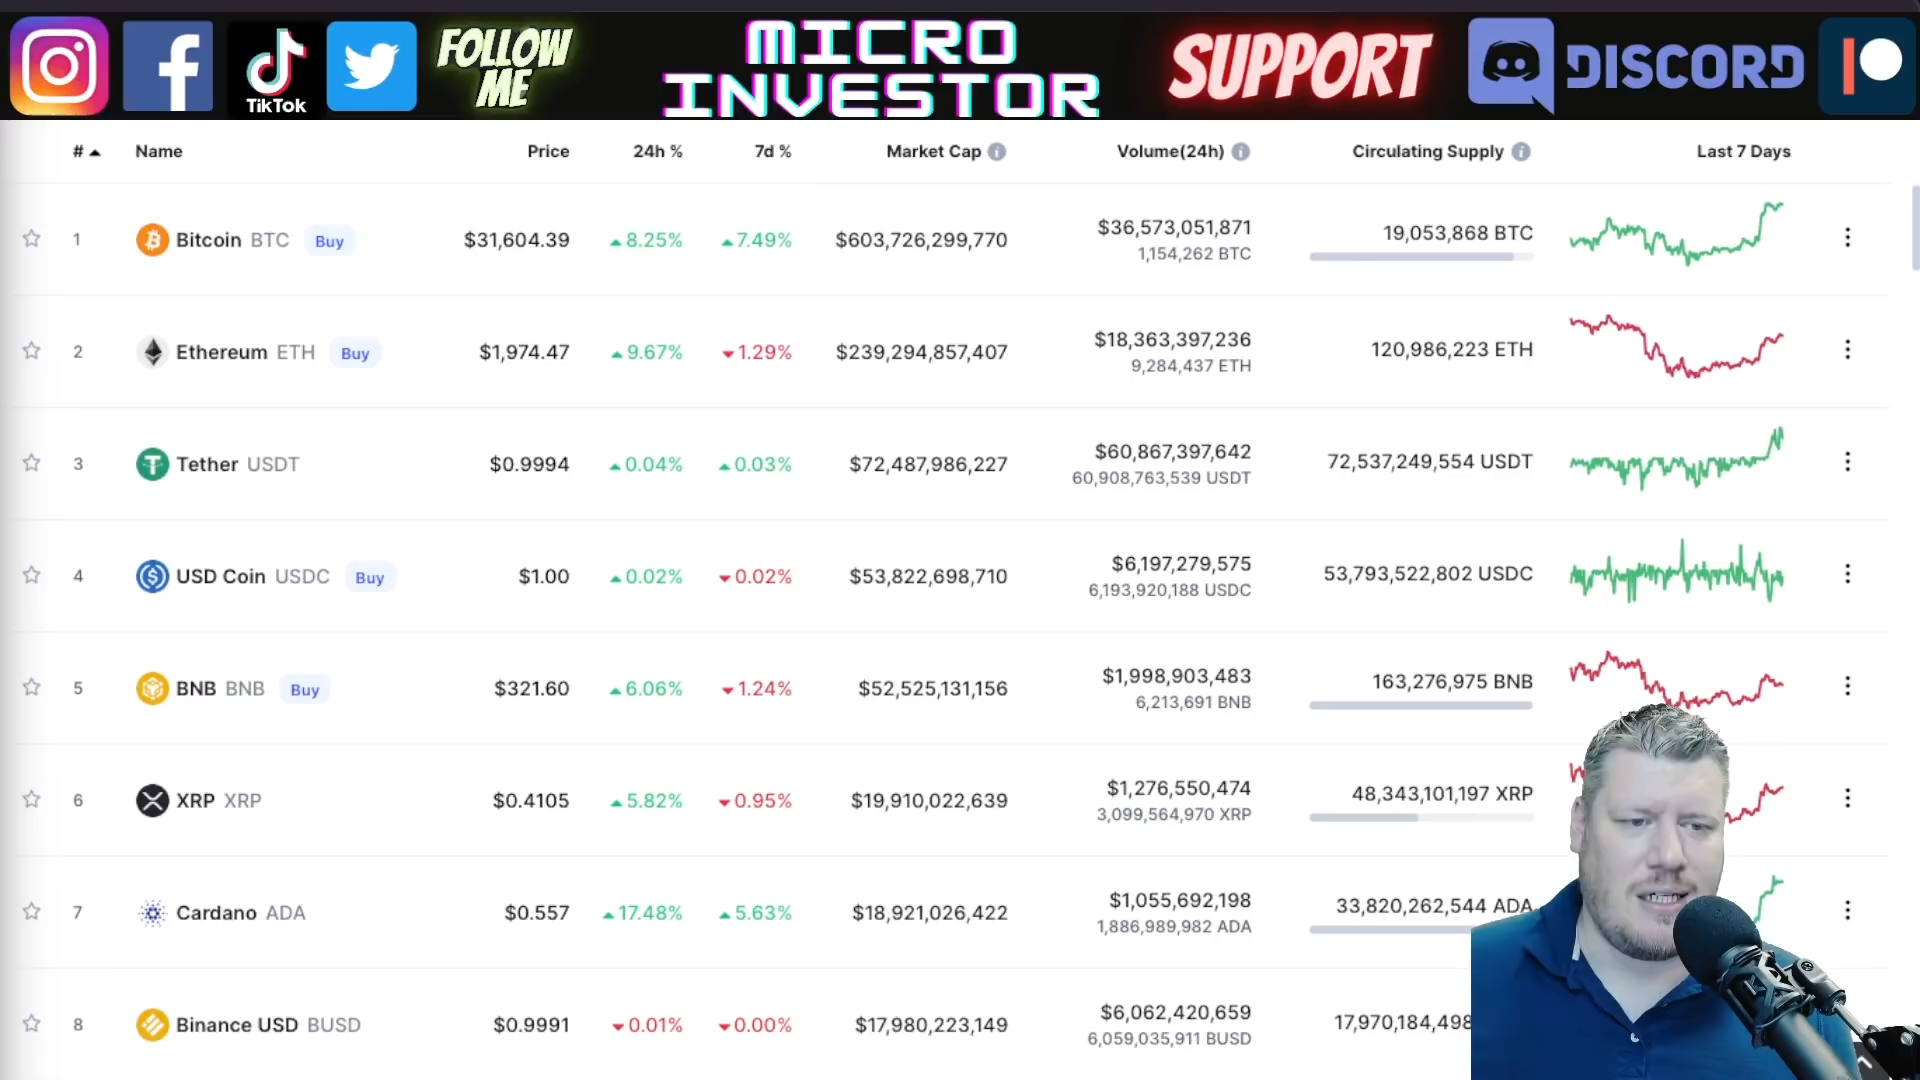 TikTok
FOLLOW
ME
MICRO
INVESTOR
SUPPORT
DISCORD
# Name Price 24h % 7d % Market Cap Volume(24h) Circulating Supply Last 7 Days
1 Bitcoin BTC Buy $31,604.39 8.25% 7.49% $603,726,299,770 $36,573,051,871 19,053,868 BTC
1,154,262 BTC
2 Ethereum ETH Buy $1,974.47 9.67% 1.29% $239,294,857,407 $18,363,397,236 120,986,223 ETH
9,284,437 ETH
3 Tether USDT $0.9994 0.04% 0.03% $72,487,986,227 $60,867,397,642 72,537,249,554 USDT
60,908,763,539 USDT
4 USD Coin USDC Buy $1.00 0.02% 0.02% $53,822,698,710 $6,197,279,575 53,793,522,802 USDC
6,193,920,188 USDC
5 BNB BNB Buy $321.60 6.06% 1.24% $52,525,131,156 $1,998,903,483 163,276,975 BNB
6,213,691 BNB
6 XRP XRP $0.4105 5.82% 0.95% $19,910,022,639 $1,276,550,474 48,343,101,197 XRP
3,099,564,970 XRP
7 Cardano ADA $0.557 17.48% 5.63% $18,921,026,422 $1,055,692,198 33,820,262,544 ADA
1,886,989,982 ADA
8 Binance USD BUSD $0.9991 0.01% 0.00% $17,980,223,149 $6,062,420,659 17,970,184,498
6,059,035,911 BUSD